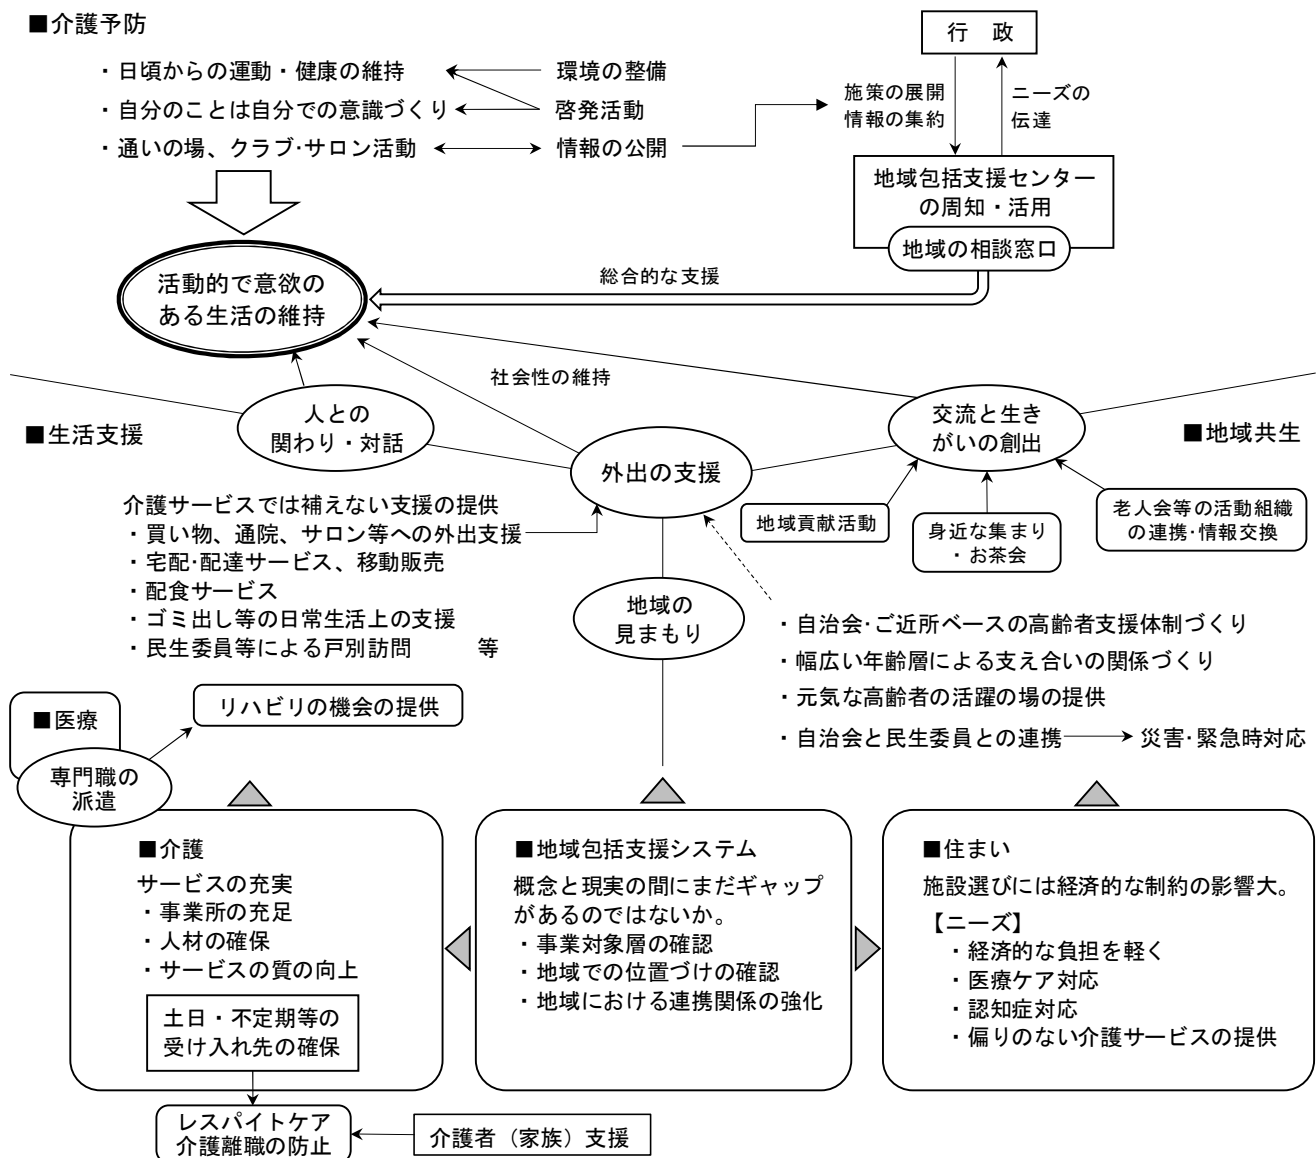 ■介護予防
・日頃からの運動・健康の維持
環境の整備
・自分のことは自分での意識づくり
啓発活動
・通いの場、クラブ･サロン活動
情報の公開
行　政
施策の展開
情報の集約
ニーズの
伝達
地域包括支援センター
の周知・活用
地域の相談窓口
総合的な支援
活動的で意欲の
ある生活の維持
社会性の維持
■生活支援
人との
関わり・対話
外出の支援
交流と生き
がいの創出
■地域共生
介護サービスでは補えない支援の提供
・買い物、通院、サロン等への外出支援
・宅配･配達サービス、移動販売
・配食サービス
・ゴミ出し等の日常生活上の支援
・民生委員等による戸別訪問　　　等
地域貢献活動
身近な集まり
・お茶会
老人会等の活動組織
の連携･情報交換
地域の
見まもり
・自治会･ご近所ベースの高齢者支援体制づくり
・幅広い年齢層による支え合いの関係づくり
・元気な高齢者の活躍の場の提供
・自治会と民生委員との連携
災害･緊急時対応
■医療
専門職の
派遣
リハビリの機会の提供
■介護
サービスの充実
・事業所の充足
・人材の確保
・サービスの質の向上
土日・不定期等の
受け入れ先の確保
レスパイトケア
介護離職の防止
介護者（家族）支援
■地域包括支援システム
概念と現実の間にまだギャップ
があるのではないか。
・事業対象層の確認
・地域での位置づけの確認
・地域における連携関係の強化
■住まい
施設選びには経済的な制約の影響大。
【ニーズ】
・経済的な負担を軽く
・医療ケア対応
・認知症対応
・偏りのない介護サービスの提供